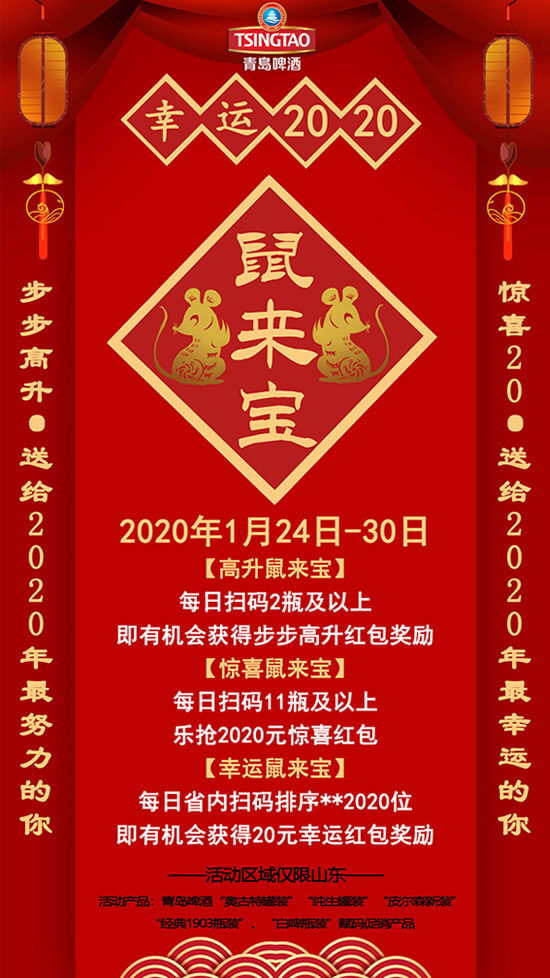 TSINGTAO
青岛啤酒
幸运2020
鼠来宝
步步高升•送给2020年最努力的你
惊喜20•送给2020年最幸运的你
2020年1月24日-30日
【高升鼠来宝】
每日扫码2瓶及以上
即有机会获得步步高升红包奖励
【惊喜鼠来宝】
每日扫码11瓶及以上
乐抢2020元惊喜红包
【幸运鼠来宝】
每日省内扫码排序**2020位
即有机会获得20元幸运红包奖励
——活动区域仅限山东——
活动产品：青岛啤酒“奥古特罐装”“纯生罐装”“皮尔森新装”
“经典1903瓶装”、“白啤瓶装”赋码促销产品